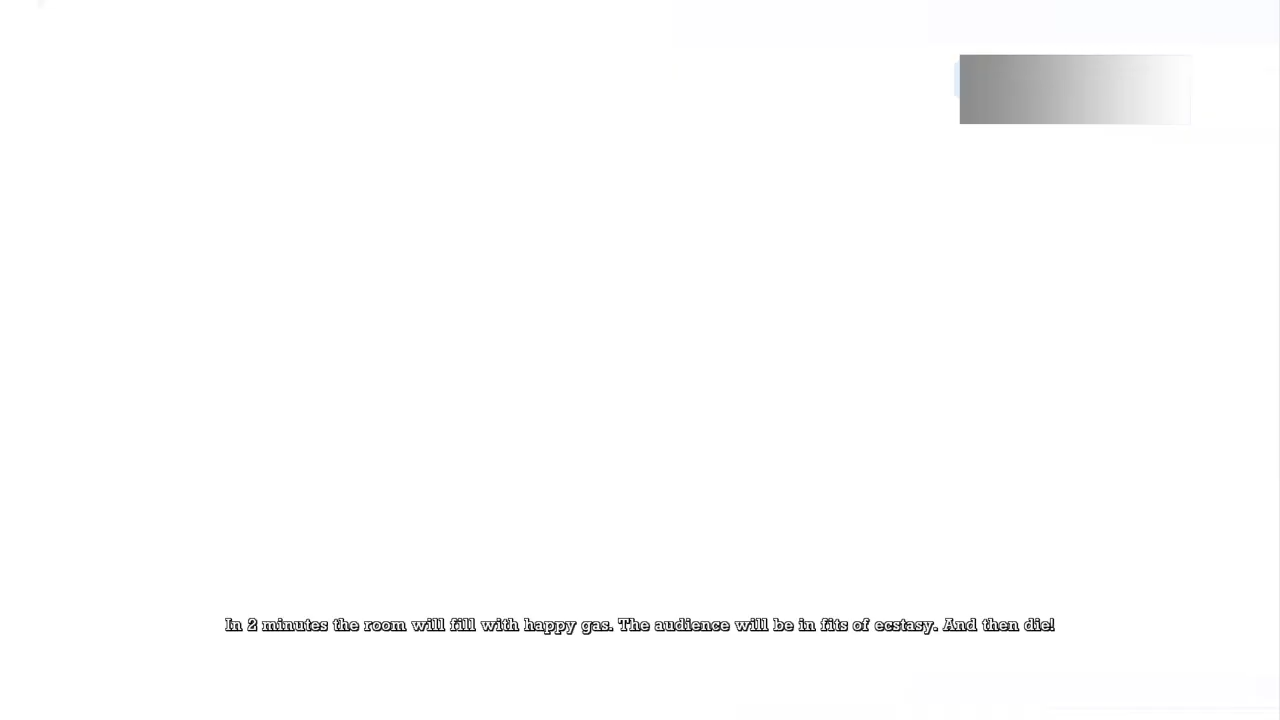 In 2 minutes the room will fill with happy gas. The audience will be in fits of ecstasy. And then die!